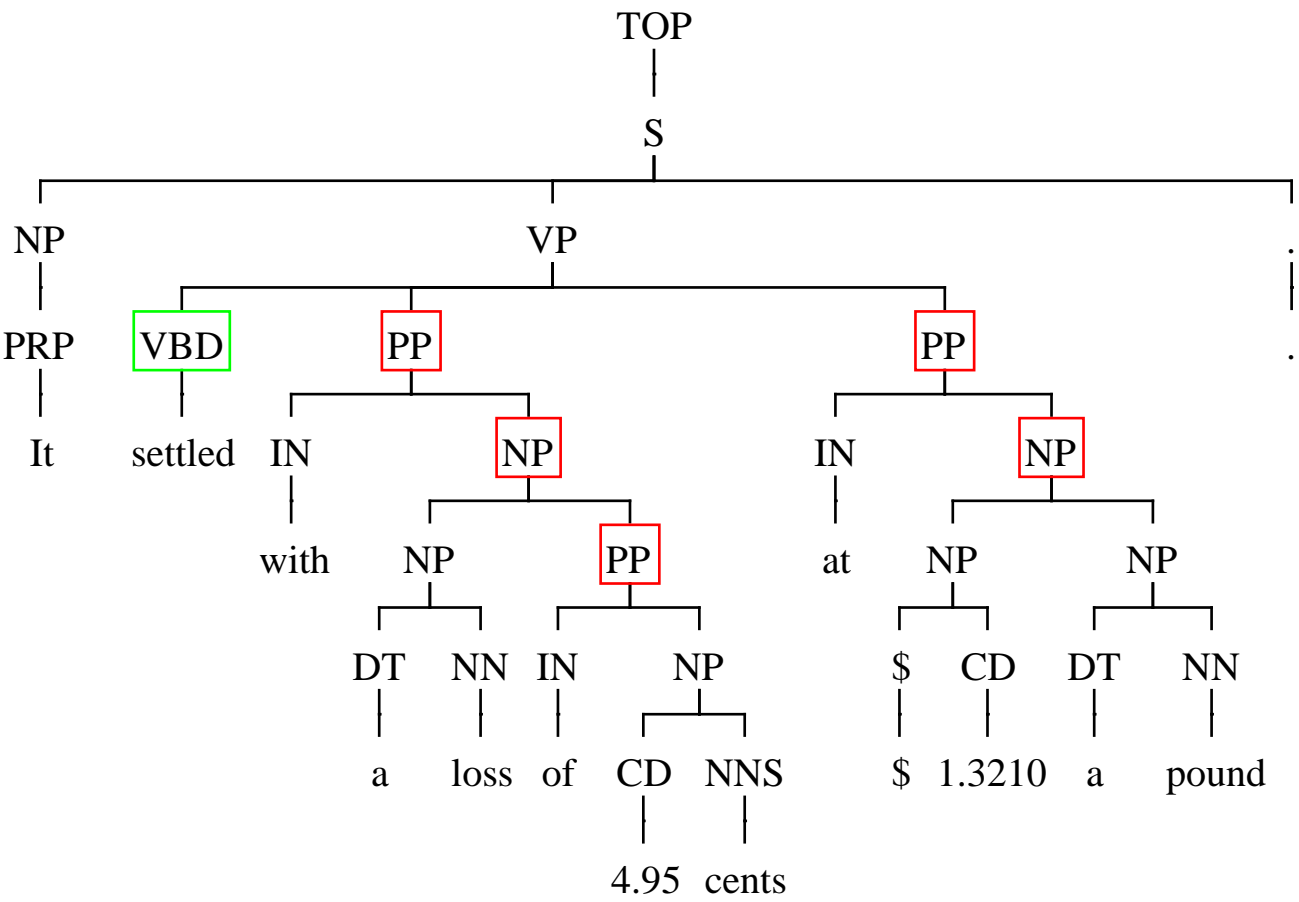 TOP
S
NP VP .
PRP VBD PP PP .
It settled IN NP IN NP
with NP PP at NP NP
DT NN IN NP $ CD DT NN
a loss of CD NNS $ 1.3210 a pound
4.95 cents